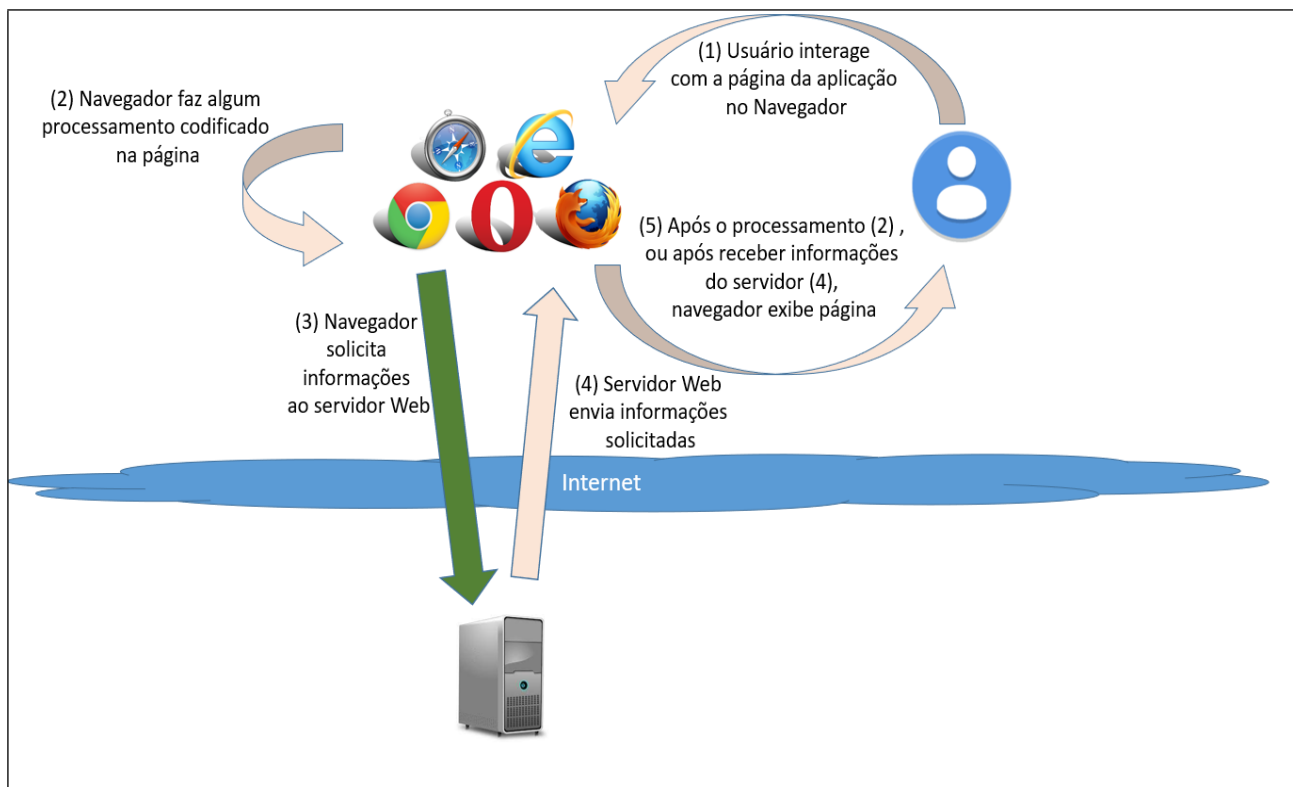 (1) Usuário interage
com a página da aplicação
no Navegador
(2) Navegador faz algum
processamento codificado
na página
(5) Após o processamento (2) ,
ou após receber informações
do servidor (4),
navegador exibe página
(3) Navegador
solicita
informações
ao servidor Web
(4) Servidor Web
envia informações
solicitadas
Internet